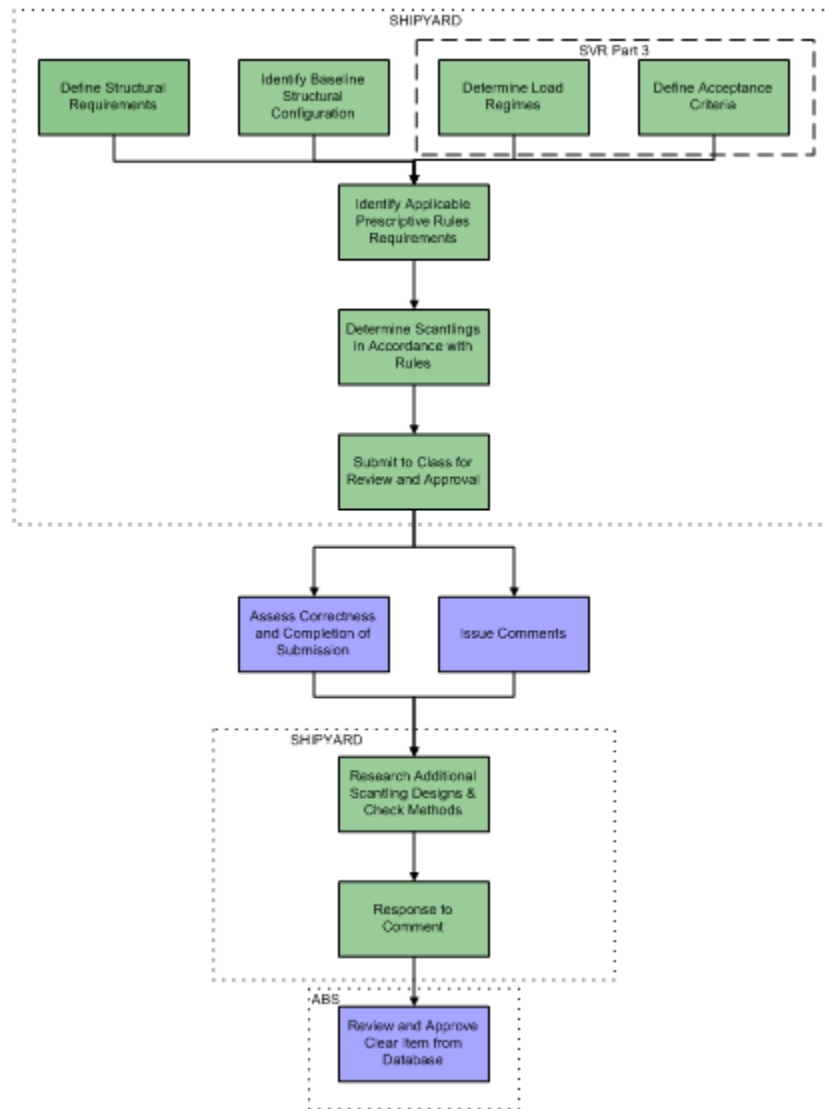 SHIPYARD
SVR Part 3
Define Structural
Requirements
Identify Baseline
Structural
Configuration
Determine Load
Regimes
Define Acceptance
Criteria
Identify Applicable
Prescriptive Rules
Requirements
Determine Scantlings
in Accordance with
Rules
Submit to Class for
Review and Approval
Assess Correctness
and Completion of
Submission
Issue Comments
SHIPYARD
Research Additional
Scantling Designs &
Check Methods
Response to
Comment
ABS
Review and Approve
Clear Item from
Database